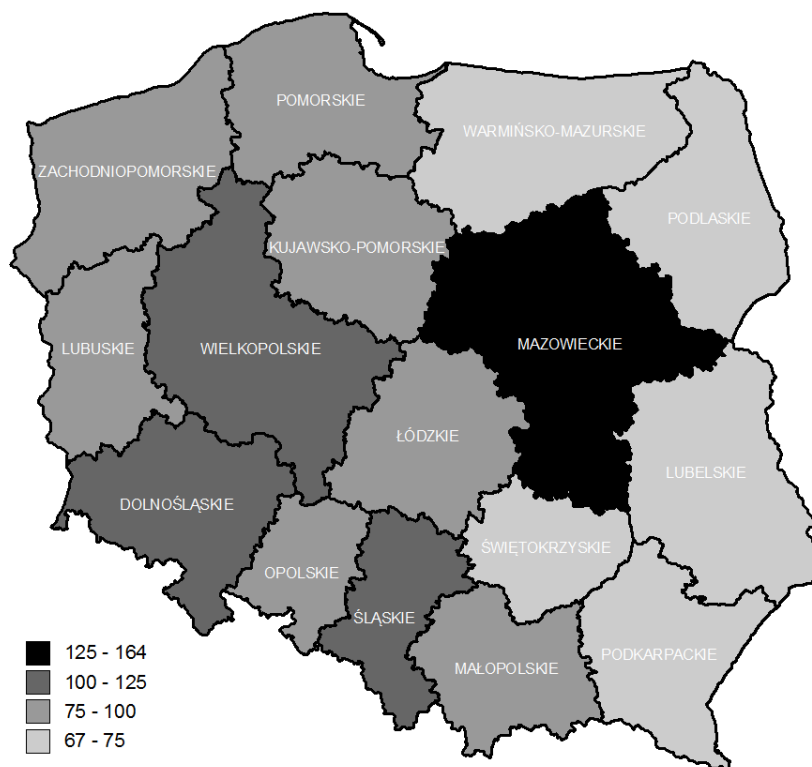 POMORSKIE
WARMIŃSKO-MAZURSKIE
ZACHODNIOPOMORSKIE
PODLASKIE
KUJAWSKO-POMORSKIE
LUBUSKIE
WIELKOPOLSKIE
MAZOWIECKIE
ŁÓDZKIE
LUBELSKIE
DOLNOŚLĄSKIE
ŚWIĘTOKRZYSKIE
OPOLSKIE
ŚLĄSKIE
MAŁOPOLSKIE
PODKARPACKIE
125 - 164
100 - 125
75 - 100
67 - 75